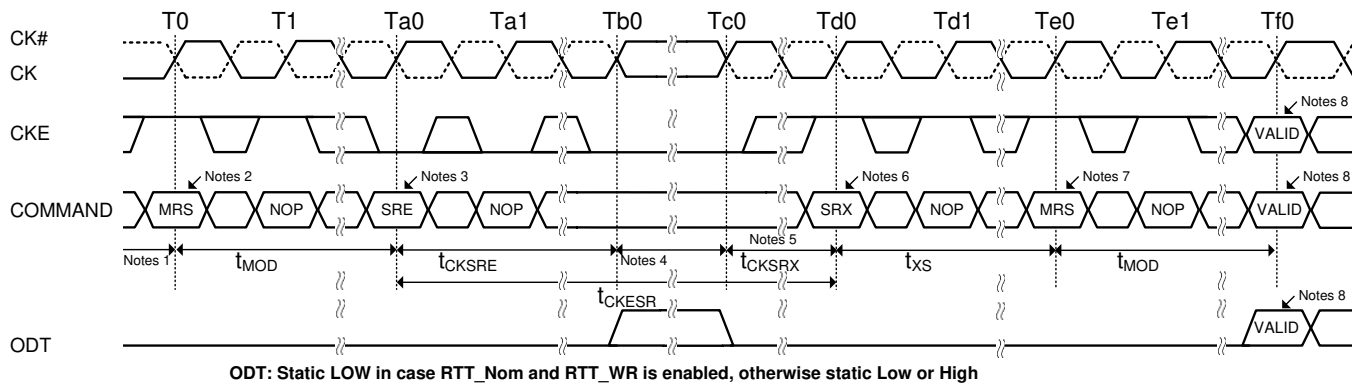 T0 T1 Ta0 Ta1 Tb0 Tc0 Td0 Td1 Te0 Te1 Tf0
CK#
CK
Notes 8
CKE VALID
Notes 2 Notes 3 Notes 6 Notes 7 Notes 8
COMMAND MRS NOP SRE NOP SRX NOP MRS NOP VALID
Notes 1 tMOD tCKSRE Notes 4 Notes 5 tCKSRX tXS tMOD
tCKESR
Notes 8
ODT VALID
ODT: Static LOW in case RTT_Nom and RTT_WR is enabled, otherwise static Low or High